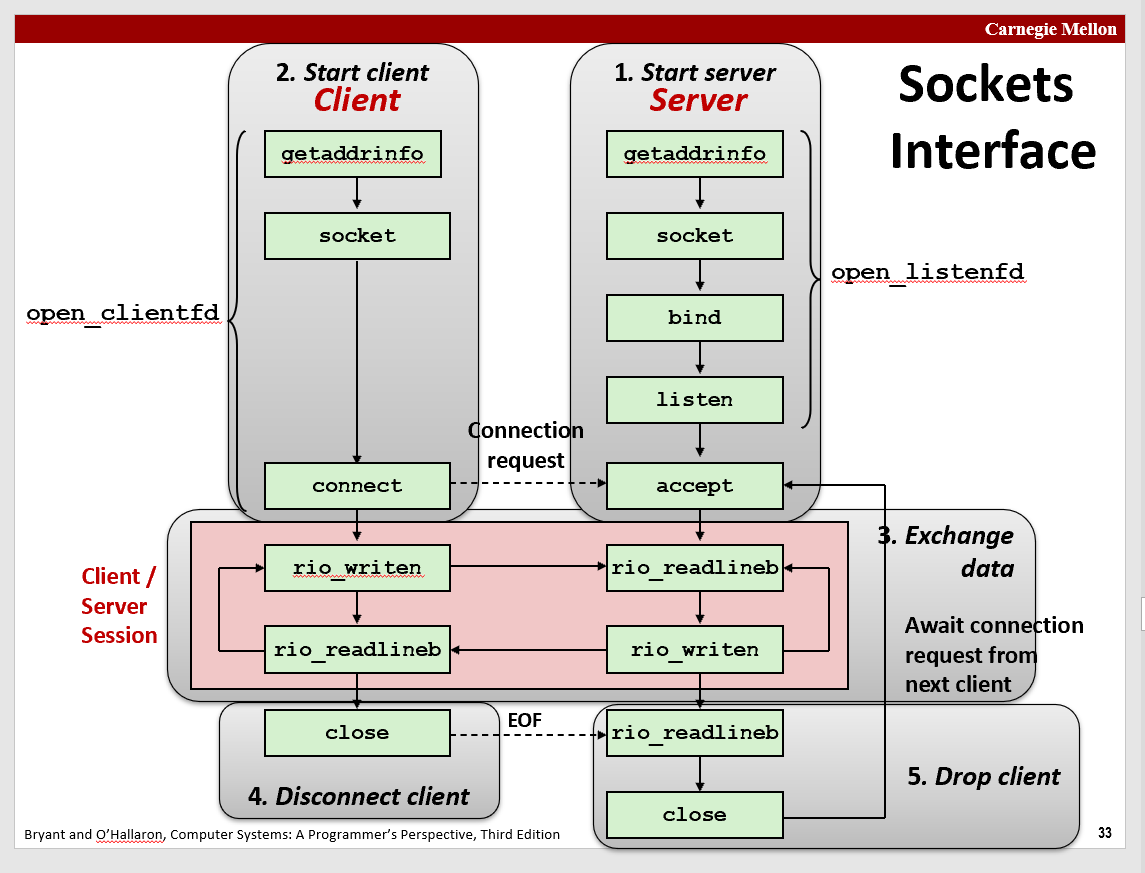 Carnegie Mellon
Sockets
Interface
2. Start client
Client
1. Start server
Server
getaddrinfo
getaddrinfo
socket
socket
open_listenfd
open_clientfd
bind
listen
Connection
request
connect
accept
3. Exchange
data
Client /
Server
Session
rio_writen
rio_readlineb
Await connection
request from
next client
rio_readlineb
rio_writen
close
EOF
rio_readlineb
4. Disconnect client
5. Drop client
close
Bryant and O’Hallaron, Computer Systems: A Programmer’s Perspective, Third Edition
33